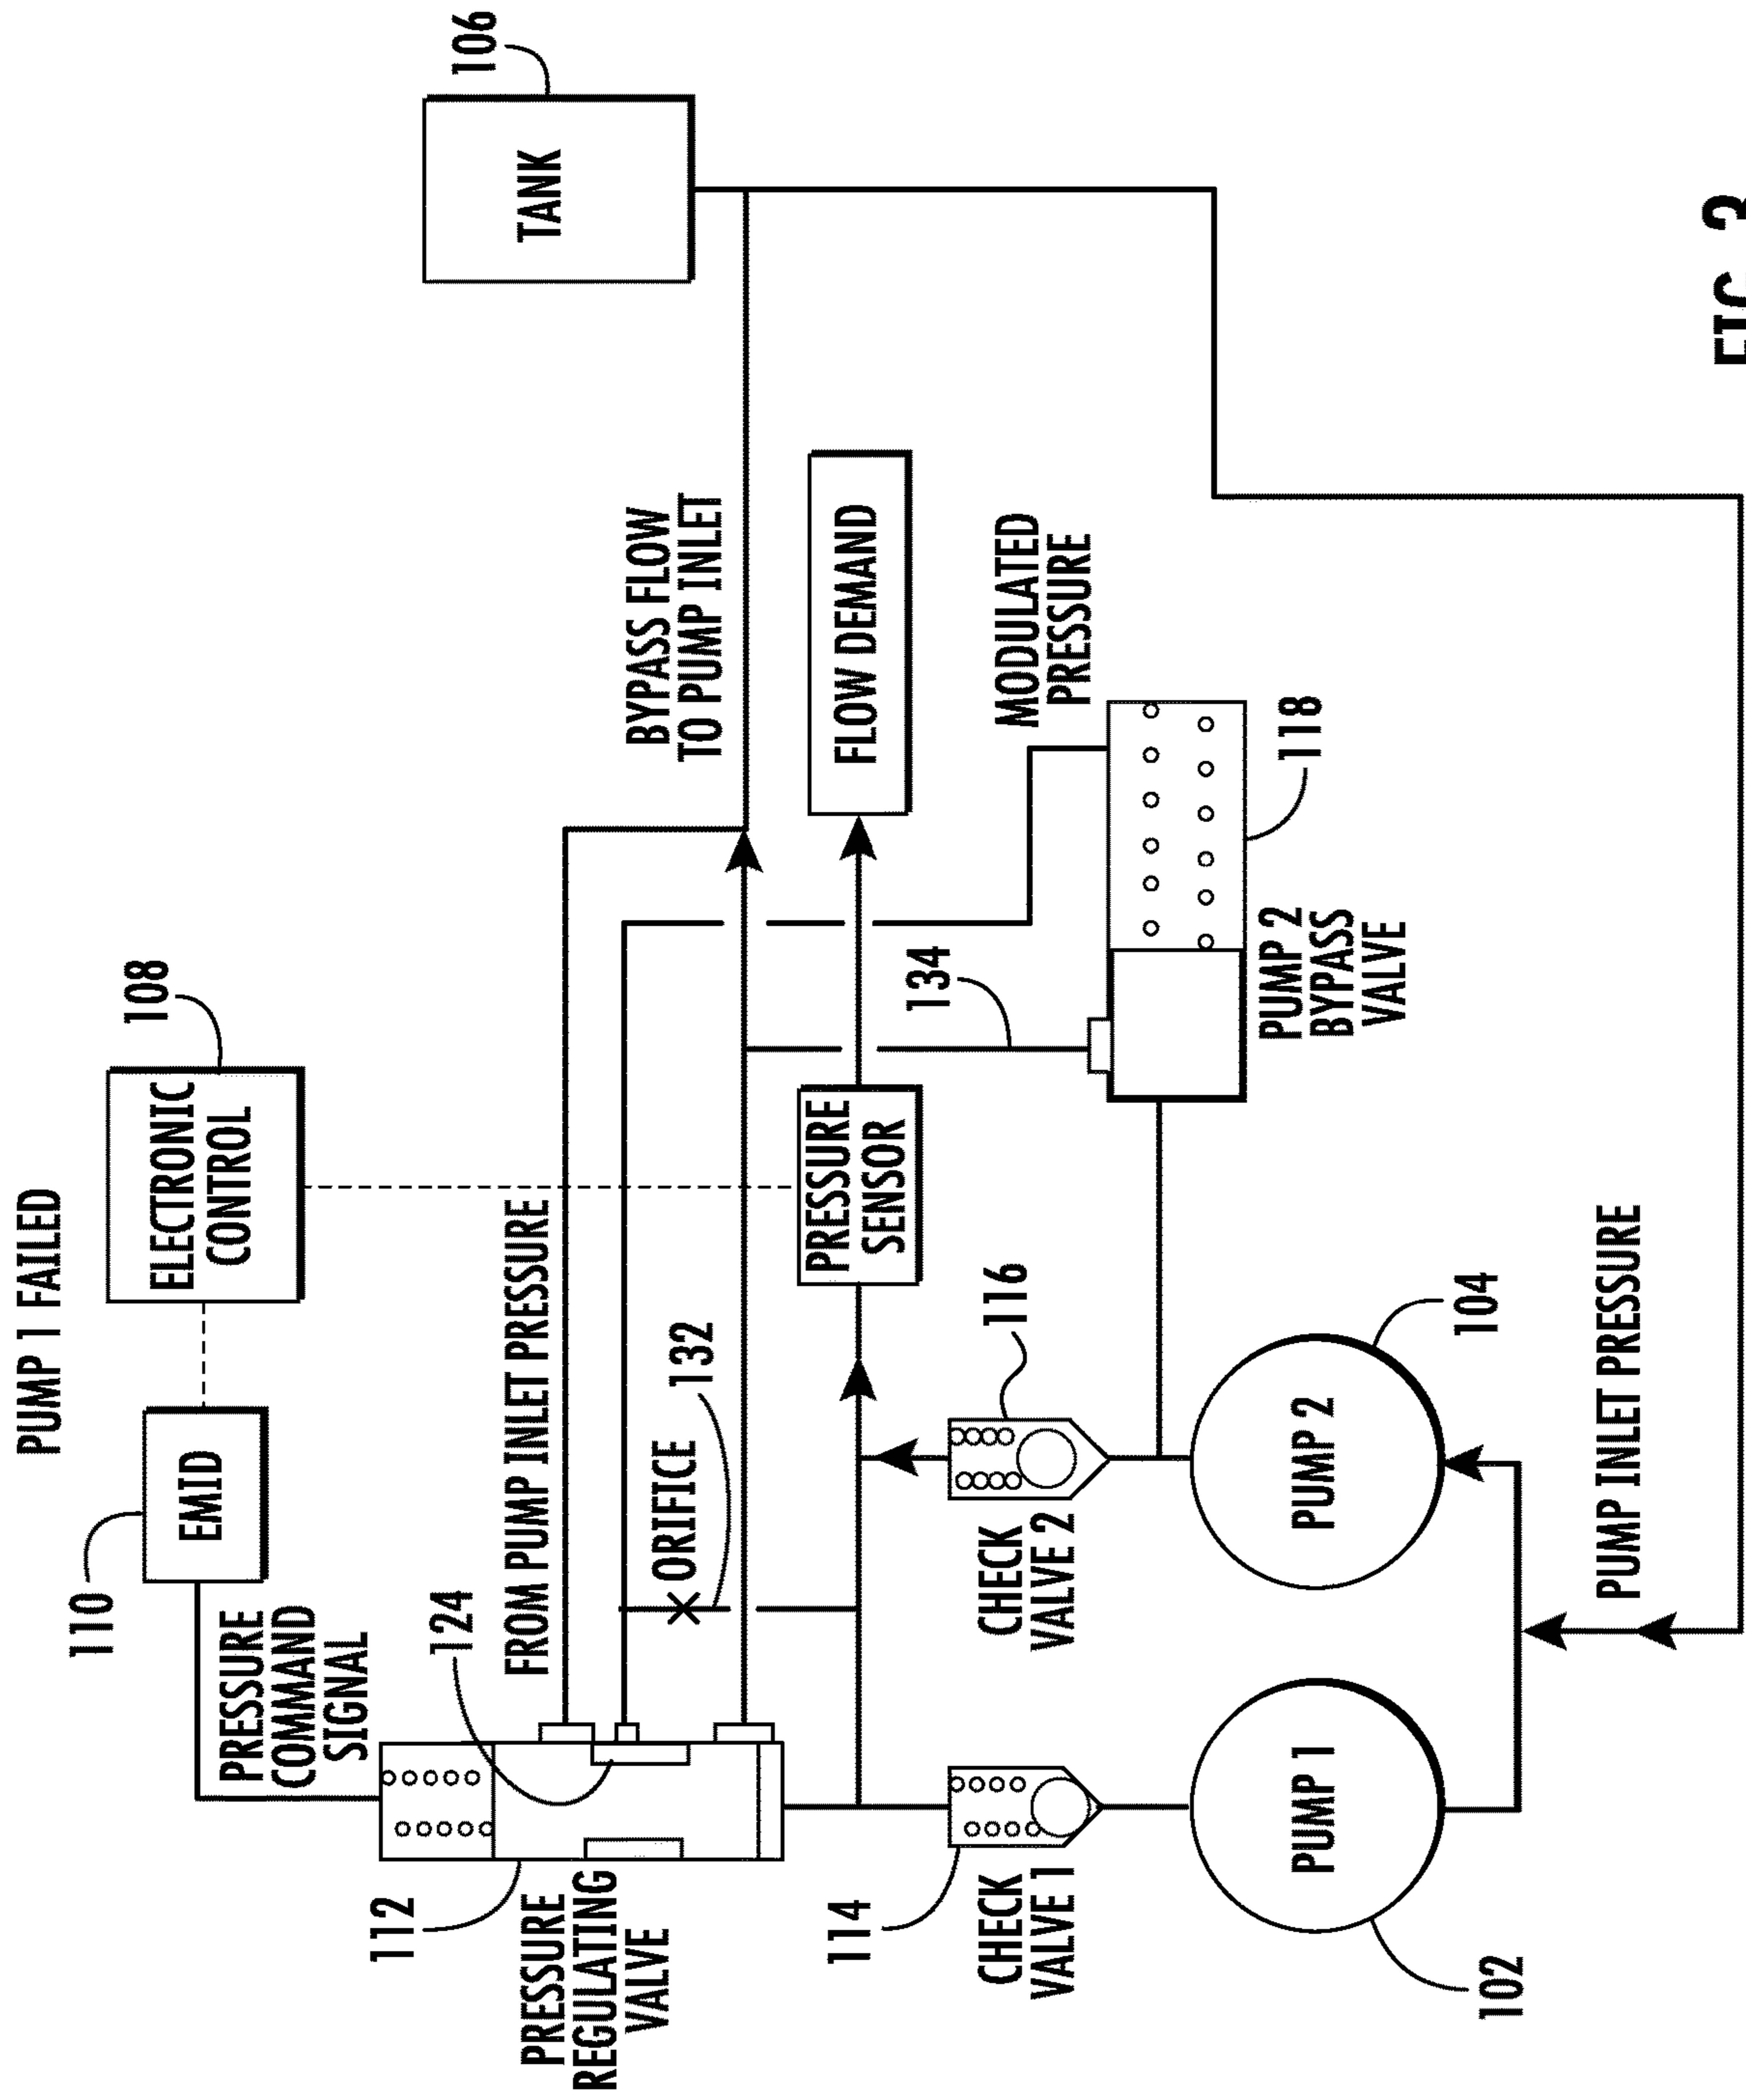 PUMP 1 FAILED
110
EMID
ELECTRONIC
CONTROL
108
PRESSURE
COMMAND
SIGNAL
112
124
PRESSURE
REGULATING
VALVE
FROM PUMP INLET PRESSURE
ORIFICE
132
BYPASS FLOW
TO PUMP INLET
TANK
106
PRESSURE
SENSOR
FLOW DEMAND
134
MODULATED
PRESSURE
114
CHECK
VALVE 1
CHECK
VALVE 2
116
PUMP 2
BYPASS
VALVE
118
PUMP 1
102
PUMP 2
104
PUMP INLET PRESSURE
FIG. 3